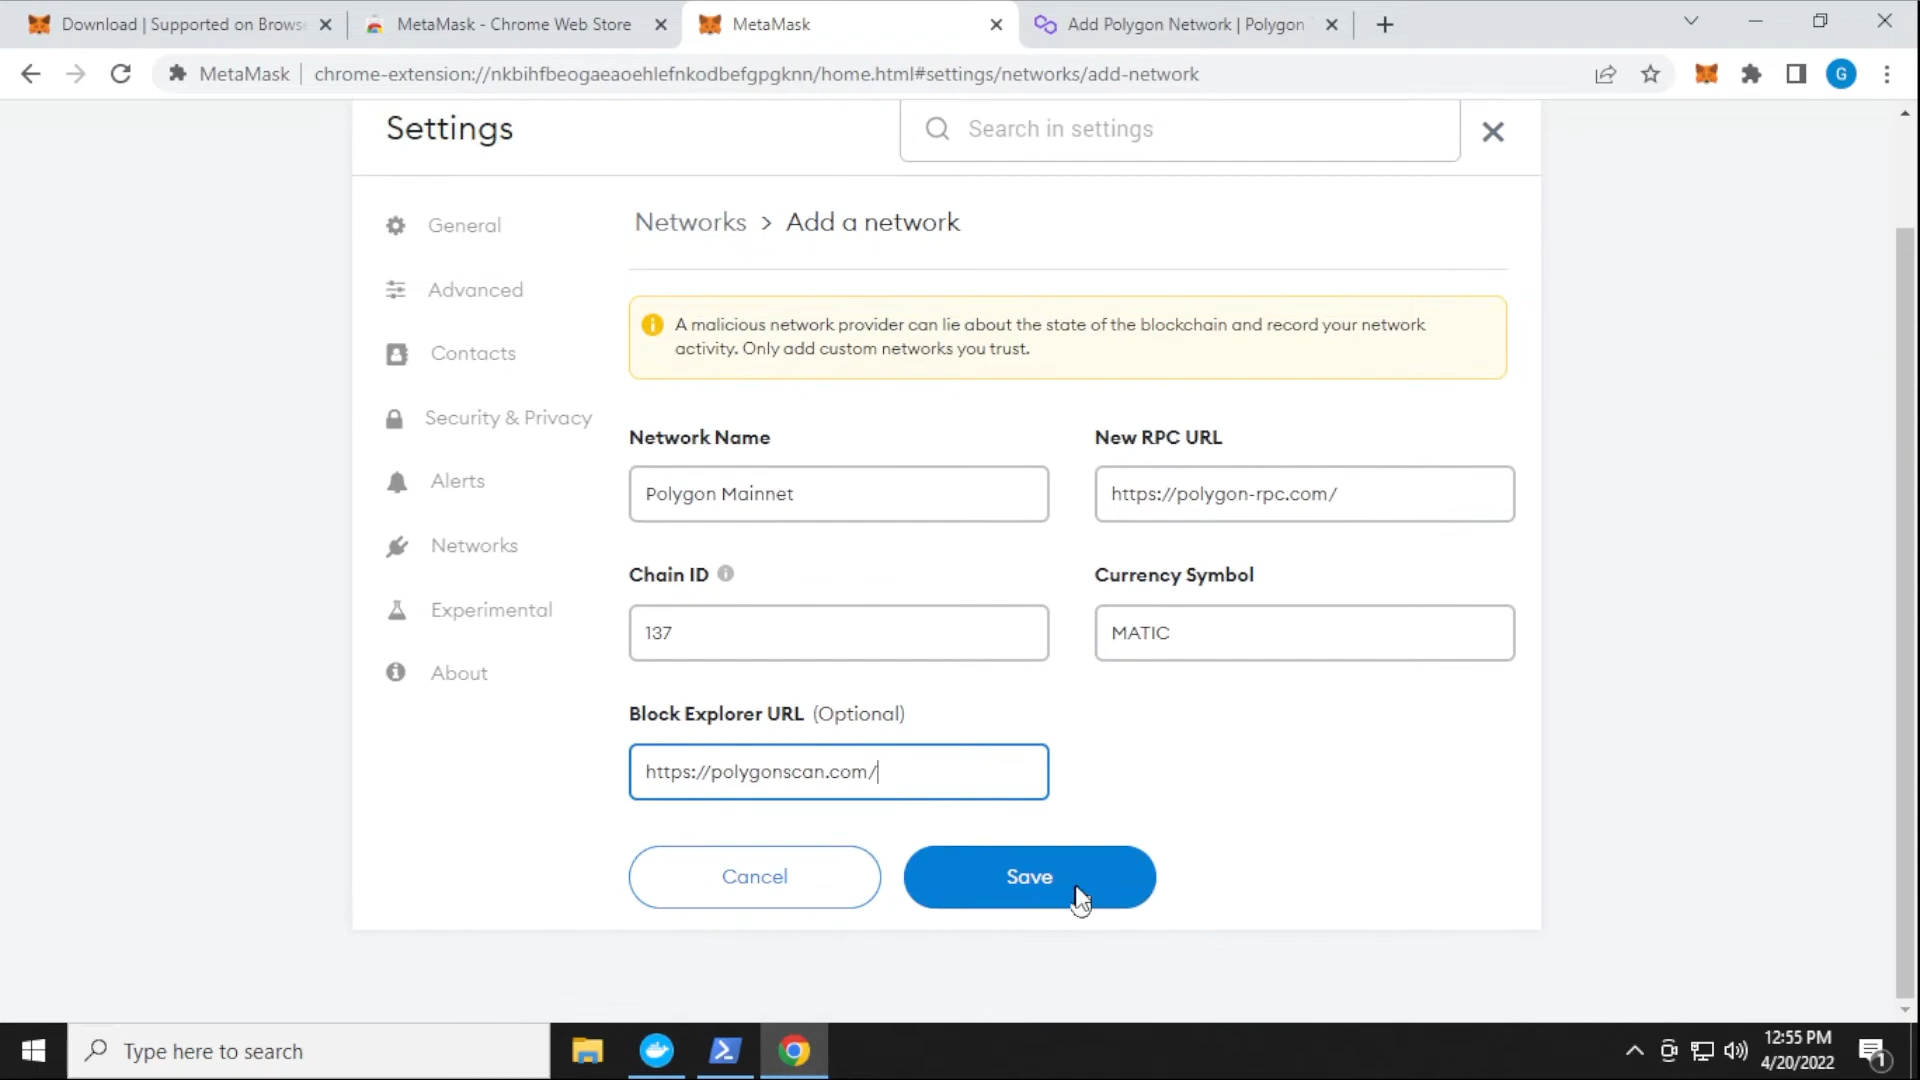 Download | Supported on Browse
MetaMask - Chrome Web Store
MetaMask
Add Polygon Network | Polygon
MetaMask
chrome-extension://nkbihfbeogaeaoehlefnkodbefgpgknn/home.html#settings/networks/add-network
G
Settings
Search in settings
General
Advanced
Contacts
Security & Privacy
Alerts
Networks
Experimental
About
Networks > Add a network
A malicious network provider can lie about the state of the blockchain and record your network
activity. Only add custom networks you trust.
Network Name
New RPC URL
Polygon Mainnet
https://polygon-rpc.com/
Chain ID
Currency Symbol
137
MATIC
Block Explorer URL (Optional)
https://polygonscan.com/
Cancel
Save
Type here to search
12:55 PM
4/20/2022
1